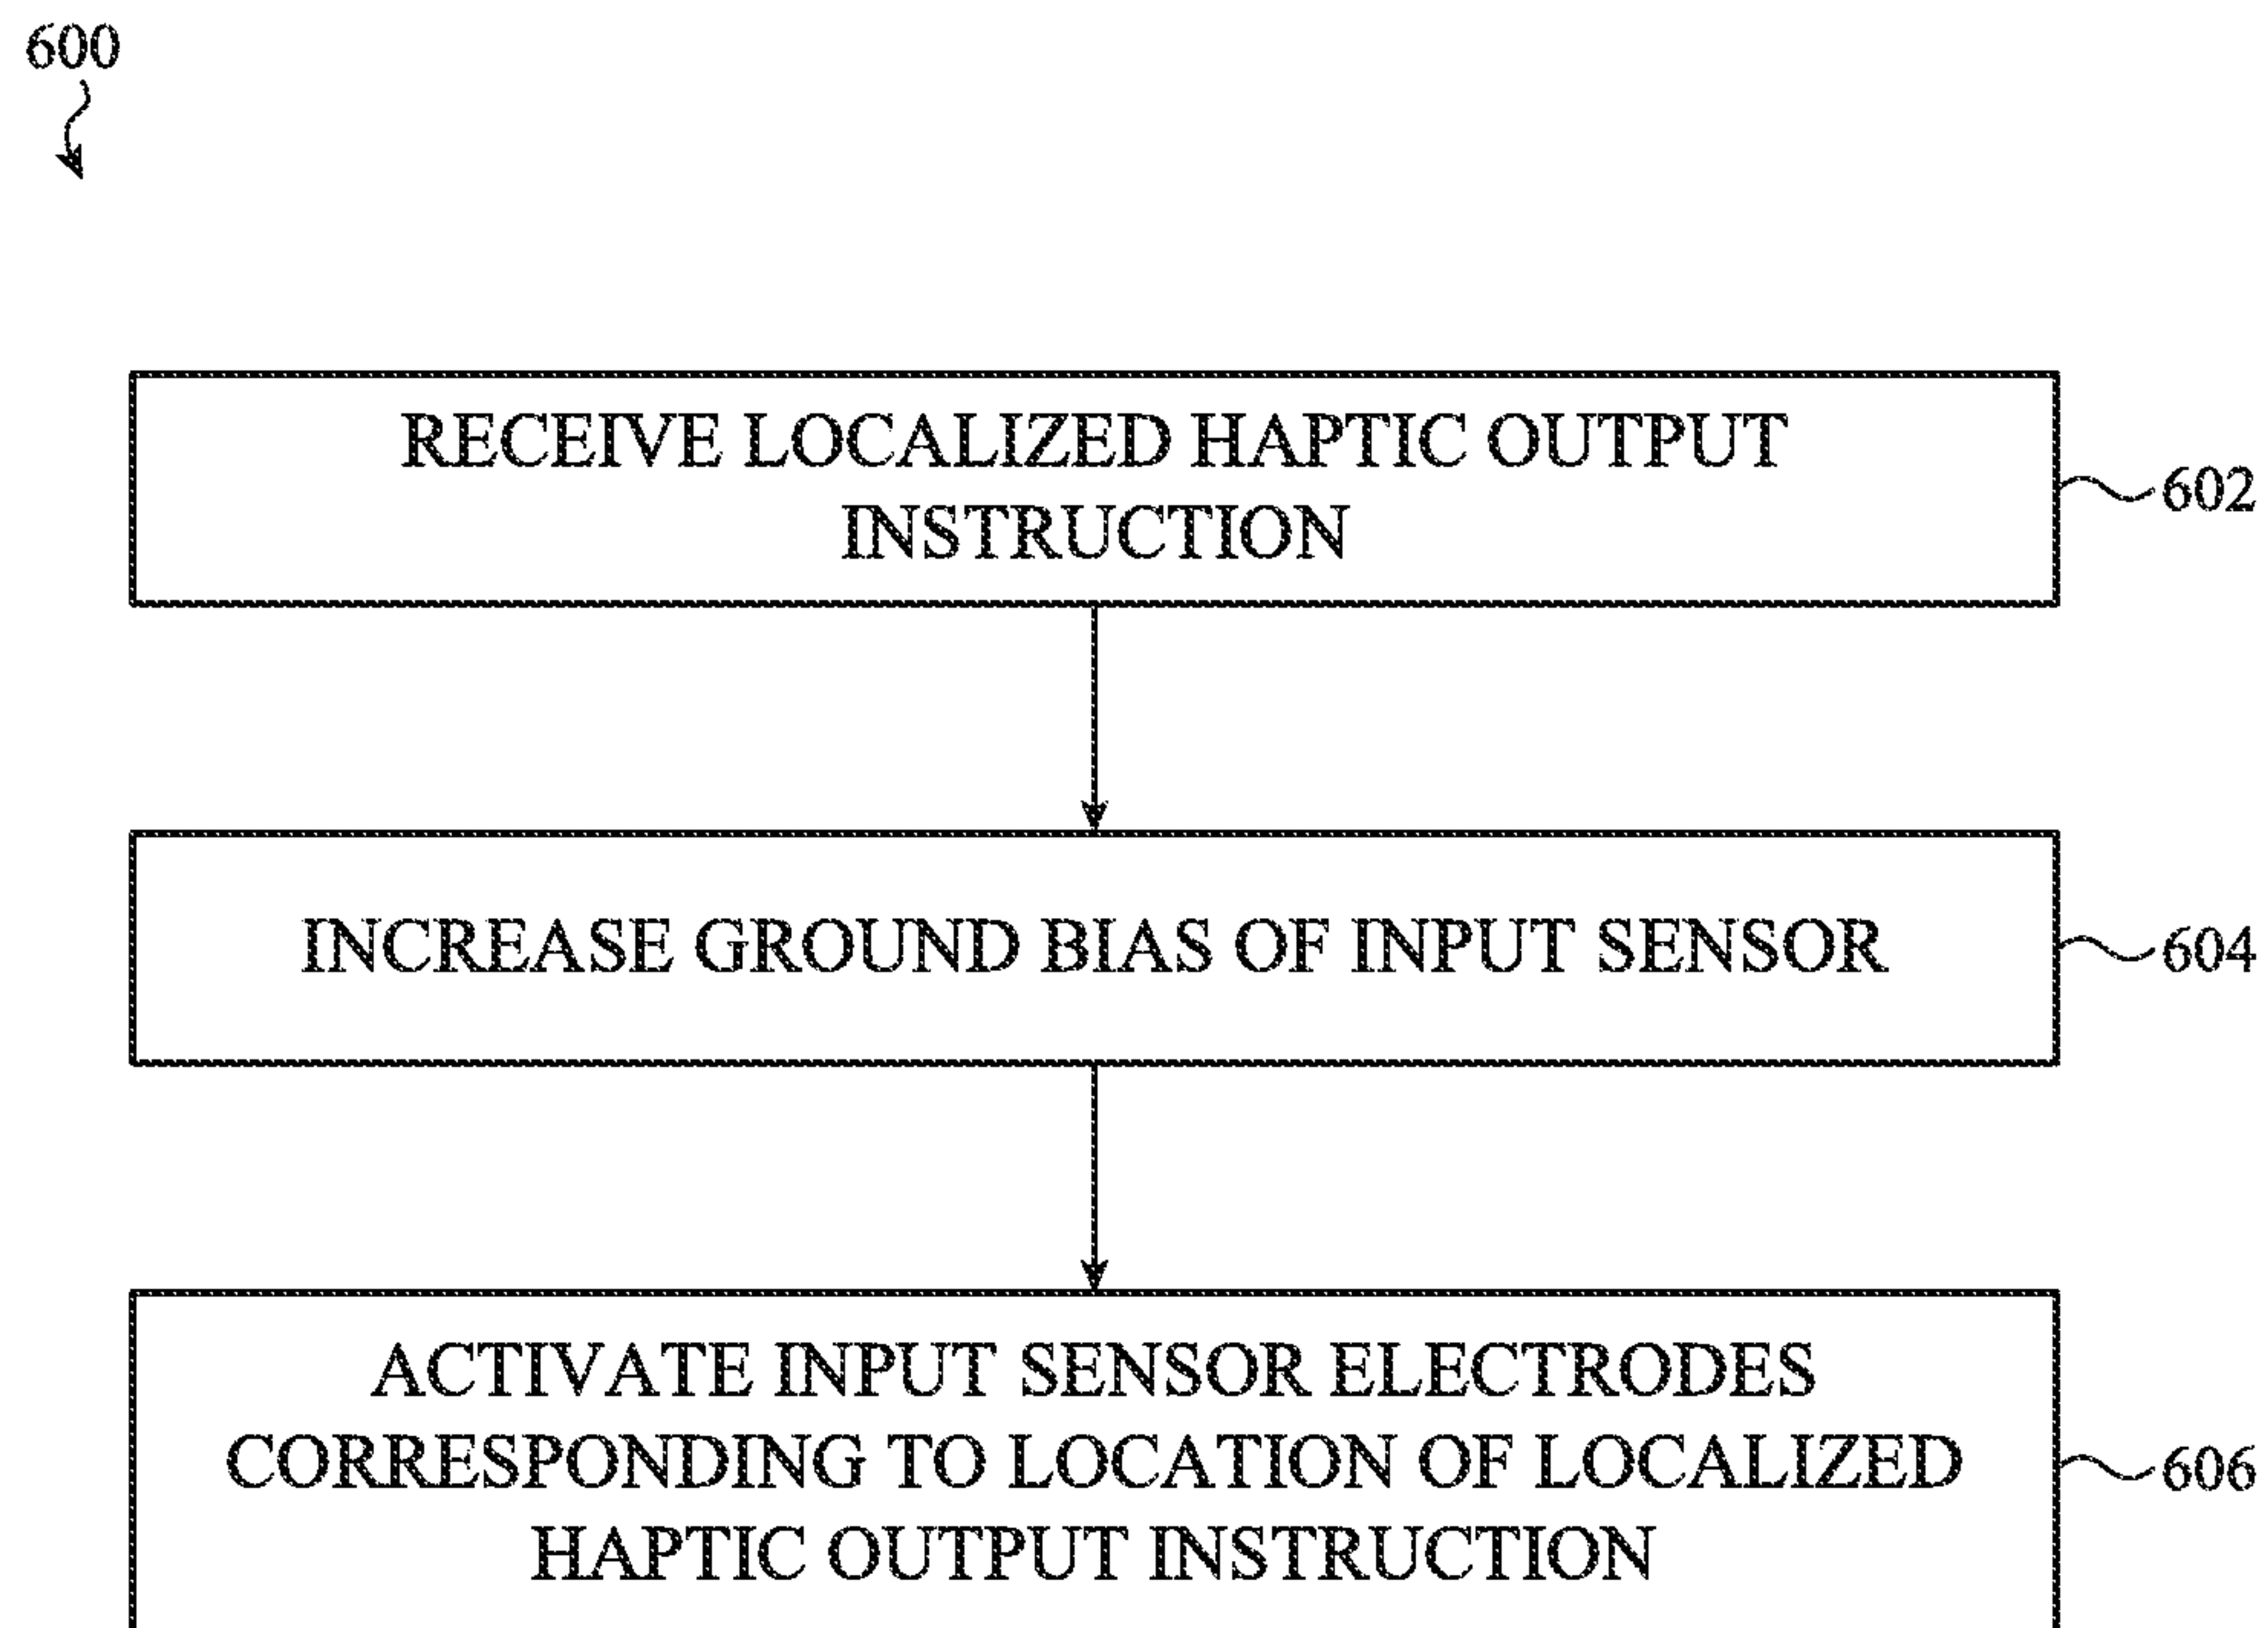 600
RECEIVE LOCALIZED HAPTIC OUTPUT
INSTRUCTION
602
INCREASE GROUND BIAS OF INPUT SENSOR
604
ACTIVATE INPUT SENSOR ELECTRODES
CORRESPONDING TO LOCATION OF LOCALIZED
HAPTIC OUTPUT INSTRUCTION
606